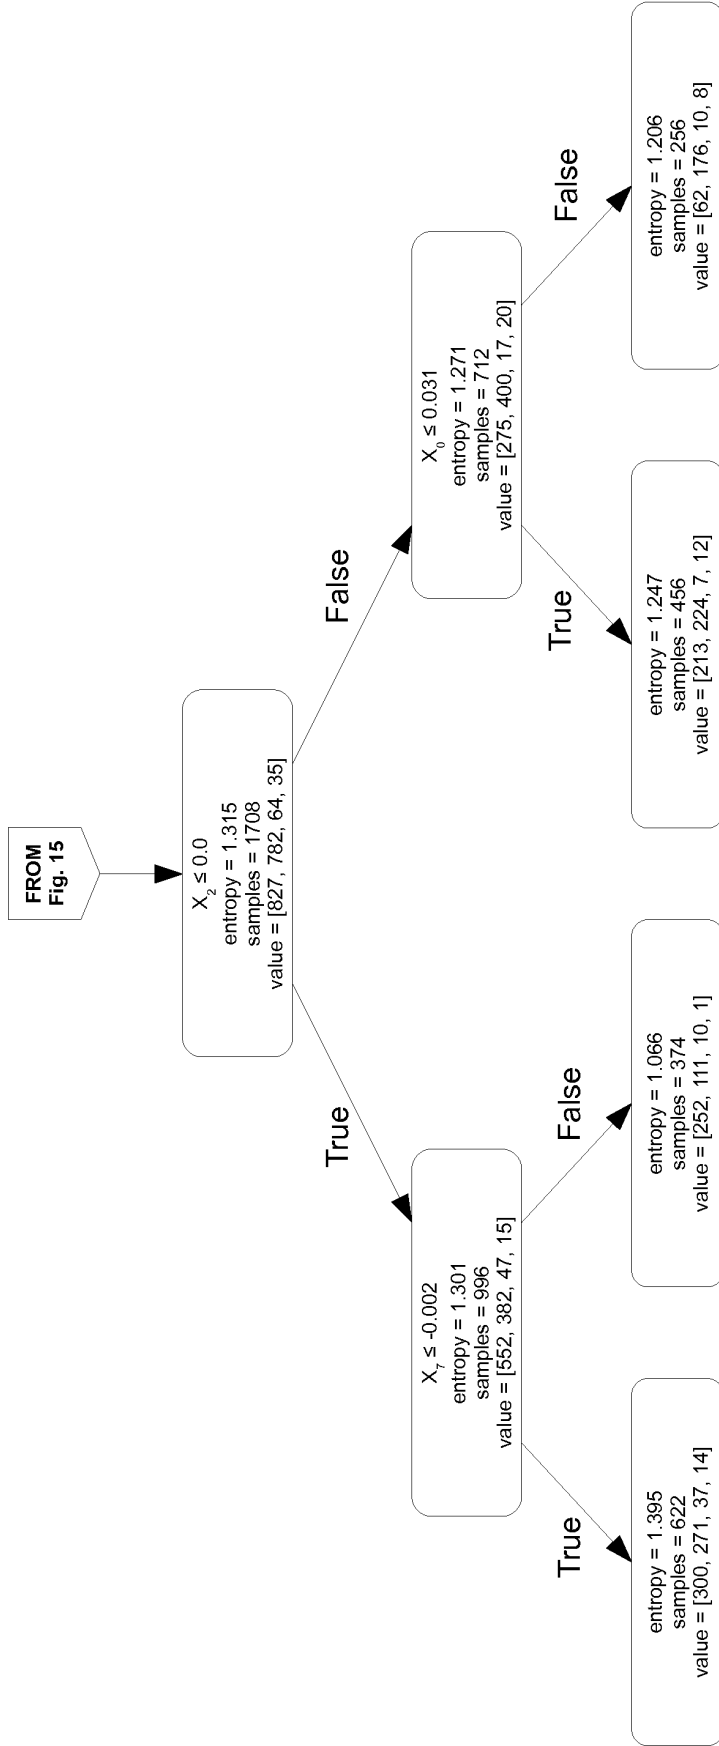 FROM
Fig. 15
X₂ ≤ 0.0
entropy = 1.315
samples = 1708
value = [827, 782, 64, 35]
True
False
X₇ ≤ -0.002
entropy = 1.301
samples = 996
value = [552, 382, 47, 15]
X₀ ≤ 0.031
entropy = 1.271
samples = 712
value = [275, 400, 17, 20]
True
False
True
False
entropy = 1.395
samples = 622
value = [300, 271, 37, 14]
entropy = 1.066
samples = 374
value = [252, 111, 10, 1]
entropy = 1.247
samples = 456
value = [213, 224, 7, 12]
entropy = 1.206
samples = 256
value = [62, 176, 10, 8]